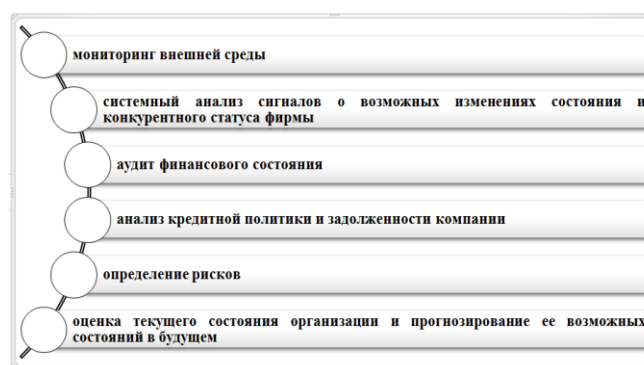 мониторинг внешней среды
системный анализ сигналов о возможных изменениях состояния и
конкурентного статуса фирмы
аудит финансового состояния
анализ кредитной политики и задолженности компании
определение рисков
оценка текущего состояния организации и прогнозирование ее возможных
состояний в будущем